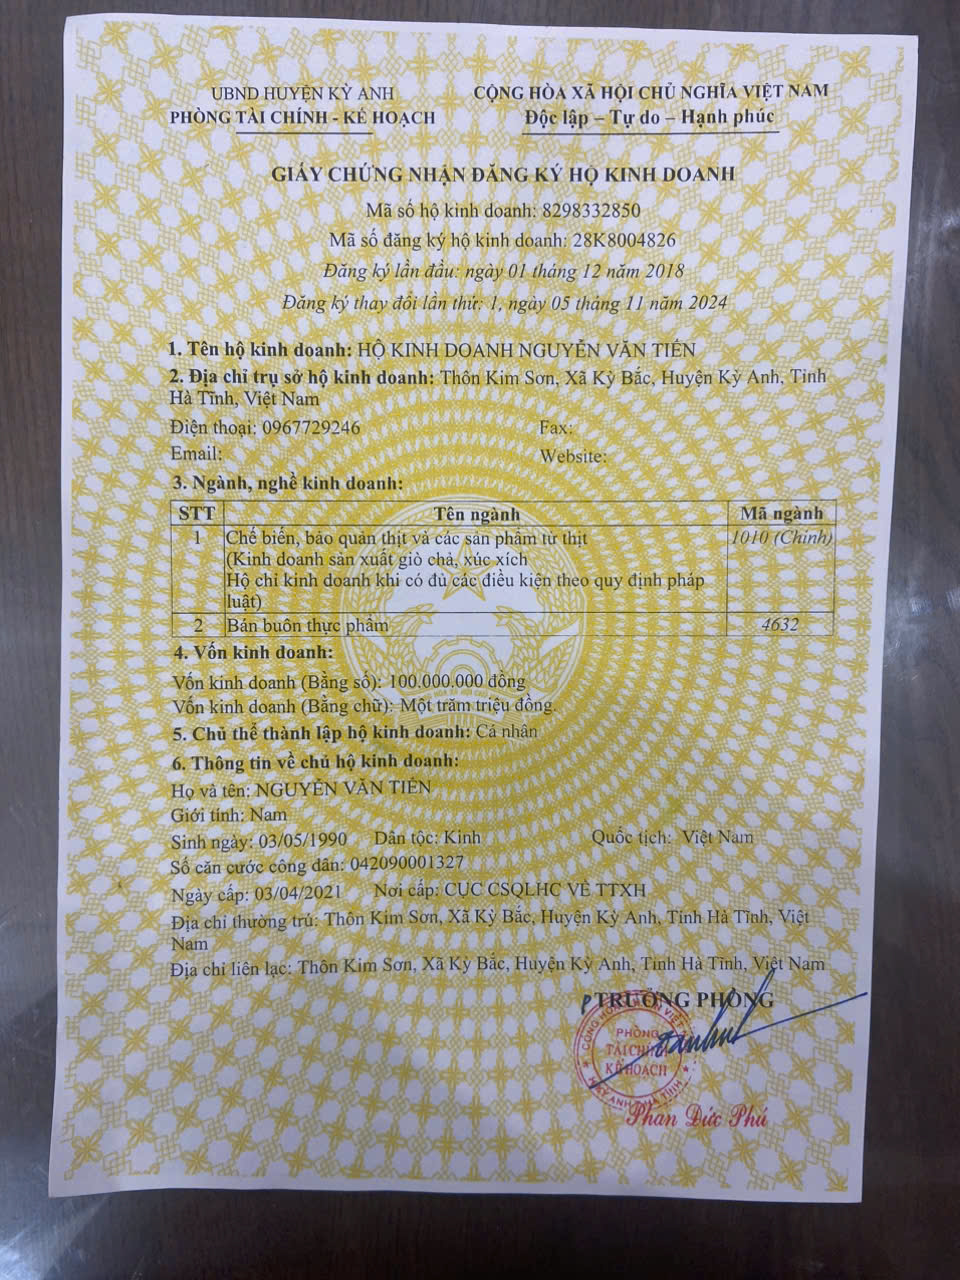 UBND HUYỆN KỲ ANH
PHÒNG TÀI CHÍNH - KẾ HOẠCH
CỘNG HÒA XÃ HỘI CHỦ NGHĨA VIỆT NAM
Độc lập – Tự do – Hạnh phúc
GIẤY CHỨNG NHẬN ĐĂNG KÝ HỘ KINH DOANH
Mã số hộ kinh doanh: 8298332850
Mã số đăng ký hộ kinh doanh: 28K8004826
Đăng ký lần đầu: ngày 01 tháng 12 năm 2018
Đăng ký thay đổi lần thứ: 1, ngày 05 tháng 11 năm 2024
1. Tên hộ kinh doanh: HỘ KINH DOANH NGUYỄN VĂN TIẾN
2. Địa chỉ trụ sở hộ kinh doanh: Thôn Kim Sơn, Xã Kỳ Bắc, Huyện Kỳ Anh, Tỉnh
Hà Tĩnh, Việt Nam
Điện thoại: 0967729246 Fax:
Email: Website:
3. Ngành, nghề kinh doanh:
STT Tên ngành Mã ngành
1 Chế biến, bảo quản thịt và các sản phẩm từ thịt 1010 (Chính)
(Kinh doanh sản xuất giò chả, xúc xích
Hộ chỉ kinh doanh khi có đủ các điều kiện theo quy định pháp
luật)
2 Bán buôn thực phẩm 4632
4. Vốn kinh doanh:
Vốn kinh doanh (Bằng số): 100.000.000 đồng
Vốn kinh doanh (Bằng chữ): Một trăm triệu đồng.
5. Chủ thể thành lập hộ kinh doanh: Cá nhân
6. Thông tin về chủ hộ kinh doanh:
Họ và tên: NGUYỄN VĂN TIẾN
Giới tính: Nam
Sinh ngày: 03/05/1990 Dân tộc: Kinh Quốc tịch: Việt Nam
Số căn cước công dân: 042090001327
Ngày cấp: 03/04/2021 Nơi cấp: CỤC CSQLHC VỀ TTXH
Địa chỉ thường trú: Thôn Kim Sơn, Xã Kỳ Bắc, Huyện Kỳ Anh, Tỉnh Hà Tĩnh, Việt
Nam
Địa chỉ liên lạc: Thôn Kim Sơn, Xã Kỳ Bắc, Huyện Kỳ Anh, Tỉnh Hà Tĩnh, Việt Nam
P TRƯỞNG PHÒNG
PHÒNG
TÀI CHÍNH
KẾ HOẠCH
Phan Đức Phú